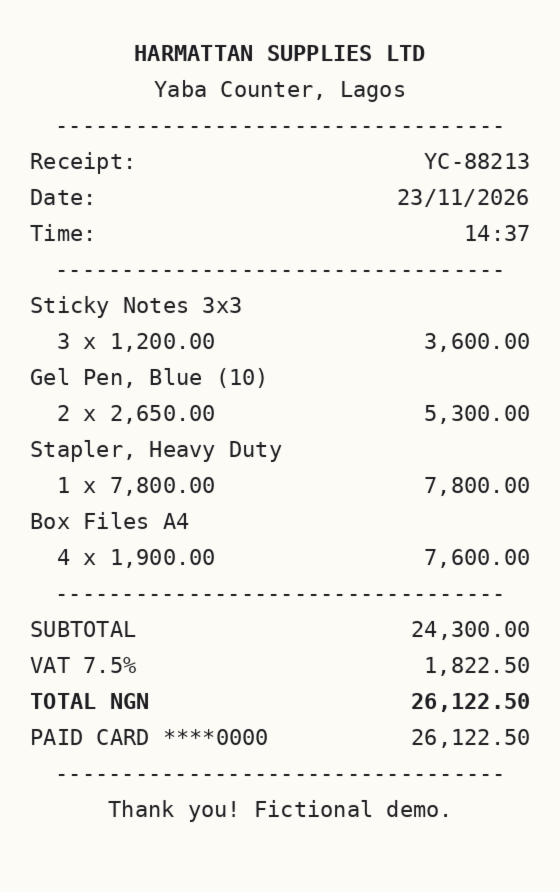 HARMATTAN SUPPLIES LTD
Yaba Counter, Lagos
----------------------------------
Receipt: YC-88213
Date: 23/11/2026
Time: 14:37
----------------------------------
Sticky Notes 3x3
3 x 1,200.00 3,600.00
Gel Pen, Blue (10)
2 x 2,650.00 5,300.00
Stapler, Heavy Duty
1 x 7,800.00 7,800.00
Box Files A4
4 x 1,900.00 7,600.00
----------------------------------
SUBTOTAL 24,300.00
VAT 7.5% 1,822.50
TOTAL NGN 26,122.50
PAID CARD ****0000 26,122.50
----------------------------------
Thank you! Fictional demo.